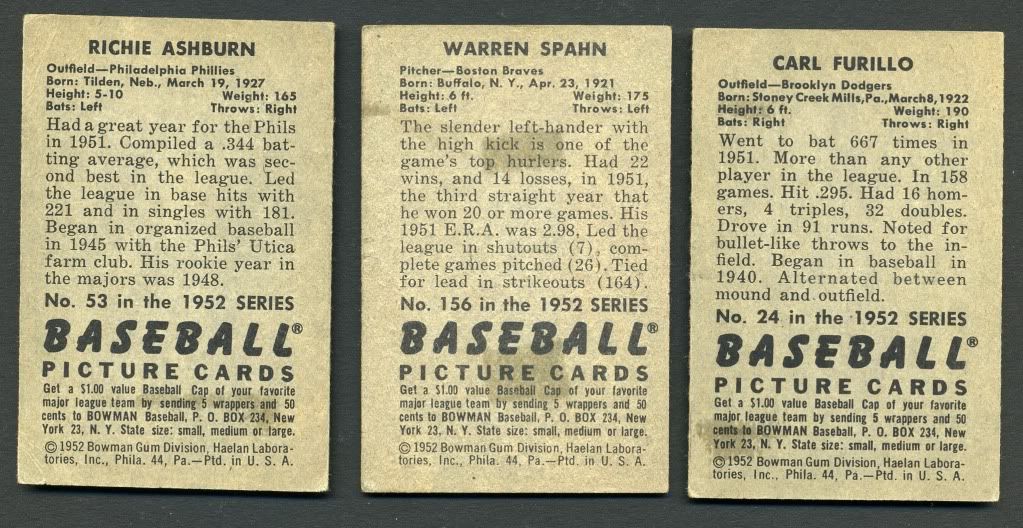 RICHIE ASHBURN
Outfield—Philadelphia Phillies
Born: Tilden, Neb., March 19, 1927
Height: 5-10 Weight: 165
Bats: Left Throws: Right
Had a great year for the Phils
in 1951. Compiled a .344 bat-
ting average, which was sec-
ond best in the league. Led
the league in base hits with
221 and in singles with 181.
Began in organized baseball
in 1945 with the Phils' Utica
farm club. His rookie year in
the majors was 1948.
No. 53 in the 1952 SERIES
BASEBALL®
PICTURE CARDS
Get a $1.00 value Baseball Cap of your favorite
major league team by sending 5 wrappers and 50
cents to BOWMAN Baseball, P. O. BOX 234, New
York 23, N. Y. State size: small, medium or large.
©1952 Bowman Gum Division, Haelan Labora-
tories, Inc., Phila. 44, Pa.—Ptd. in U. S. A.
WARREN SPAHN
Pitcher—Boston Braves
Born: Buffalo, N. Y., Apr. 23, 1921
Height: 6 ft. Weight: 175
Bats: Left Throws: Left
The slender left-hander with
the high kick is one of the
game's top hurlers. Had 22
wins, and 14 losses, in 1951,
the third straight year that
he won 20 or more games. His
1951 E.R.A. was 2.98, Led the
league in shutouts (7), com-
plete games pitched (26). Tied
for lead in strikeouts (164).
No. 156 in the 1952 SERIES
BASEBALL®
PICTURE CARDS
Get a $1.00 value Baseball Cap of your favorite
major league team by sending 5 wrappers and 50
cents to BOWMAN Baseball, P. O. BOX 234, New
York 23, N. Y. State size: small, medium or large.
©1952 Bowman Gum Division, Haelan Labora-
tories, Inc., Phila. 44, Pa.—Ptd. in U. S. A.
CARL FURILLO
Outfield—Brooklyn Dodgers
Born: Stoney Creek Mills, Pa., March 8, 1922
Height: 6 ft. Weight: 190
Bats: Right Throws: Right
Went to bat 667 times in
1951. More than any other
player in the league. In 158
games. Hit .295. Had 16 hom-
ers, 4 triples, 32 doubles.
Drove in 91 runs. Noted for
bullet-like throws to the in-
field. Began in baseball in
1940. Alternated between
mound and outfield.
No. 24 in the 1952 SERIES
BASEBALL®
PICTURE CARDS
Get a $1.00 value Baseball Cap of your favorite
major league team by sending 5 wrappers and 50
cents to BOWMAN Baseball, P. O. BOX 234, New
York 23, N. Y. State size: small, medium or large.
©1952 Bowman Gum Division, Haelan Labora-
tories, Inc., Phila. 44, Pa.—Ptd. in U. S. A.